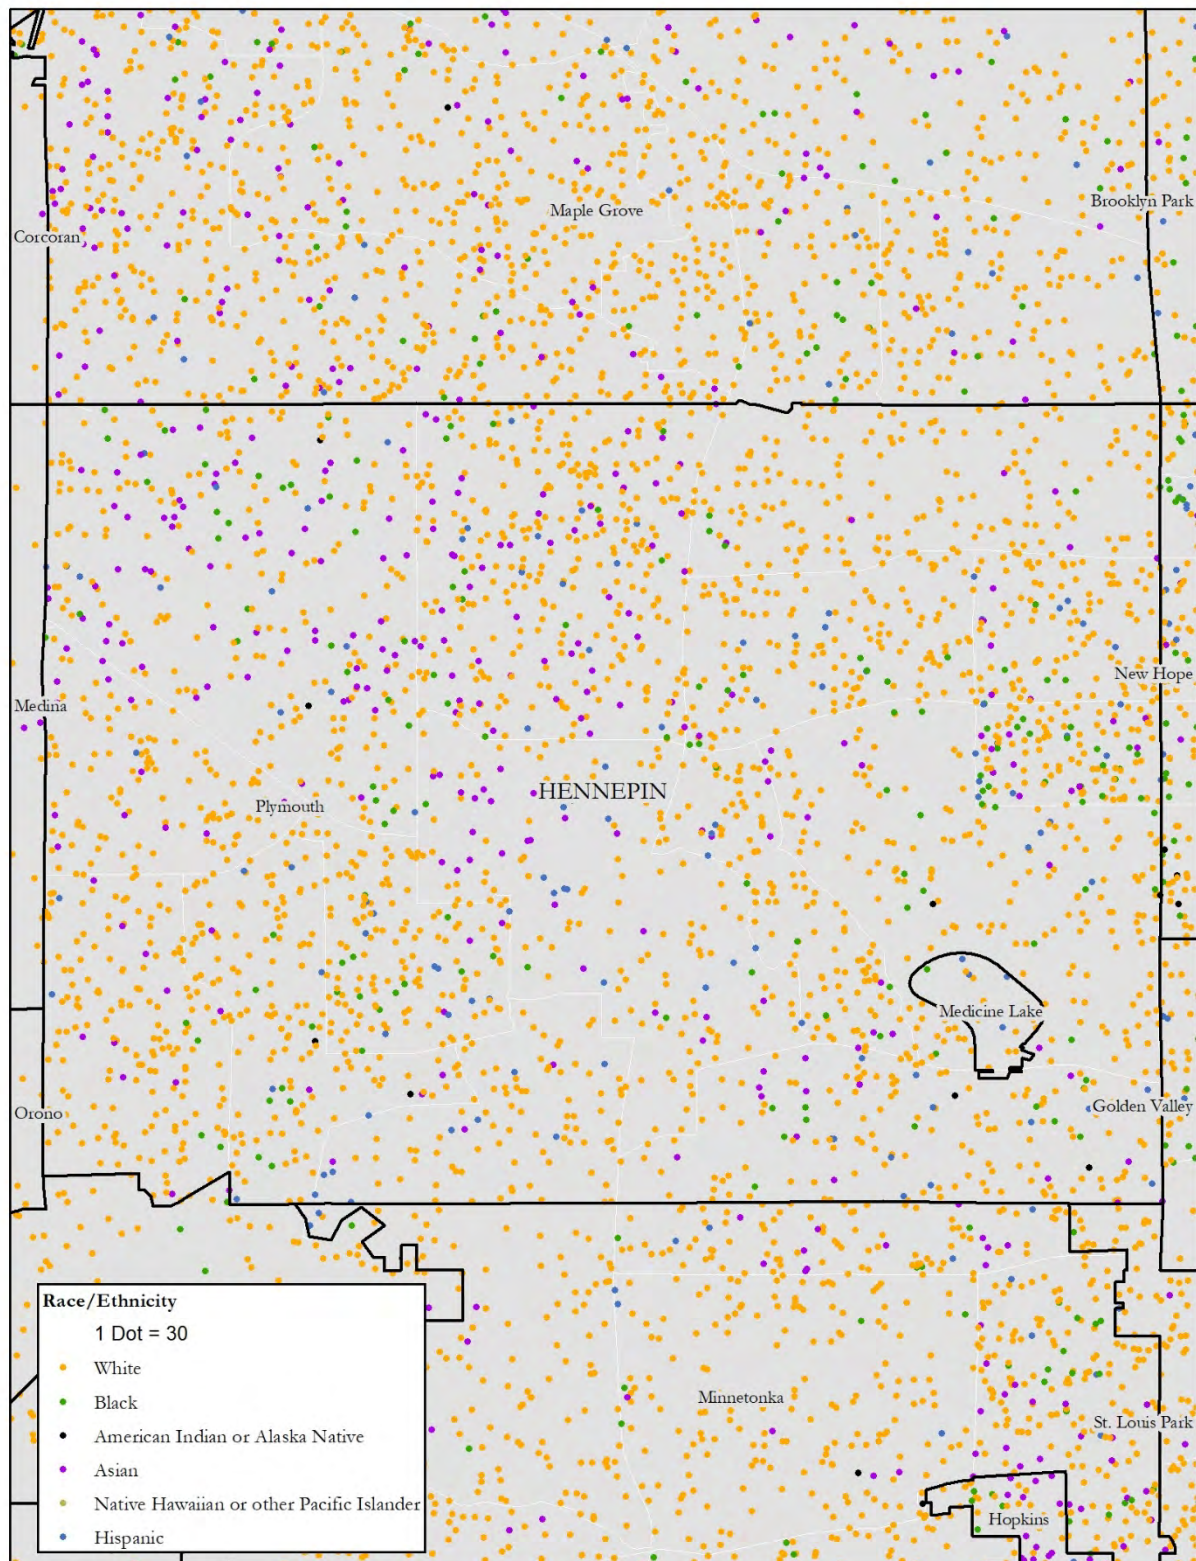 Maple Grove
Brooklyn Park
Corcoran
New Hope
Medina
HENNEPIN
Plymouth
Medicine Lake
Orono
Golden Valley
Race/Ethnicity
1 Dot = 30
White
Black
American Indian or Alaska Native
Asian
Native Hawaiian or other Pacific Islander
Hispanic
Minnetonka
St. Louis Park
Hopkins